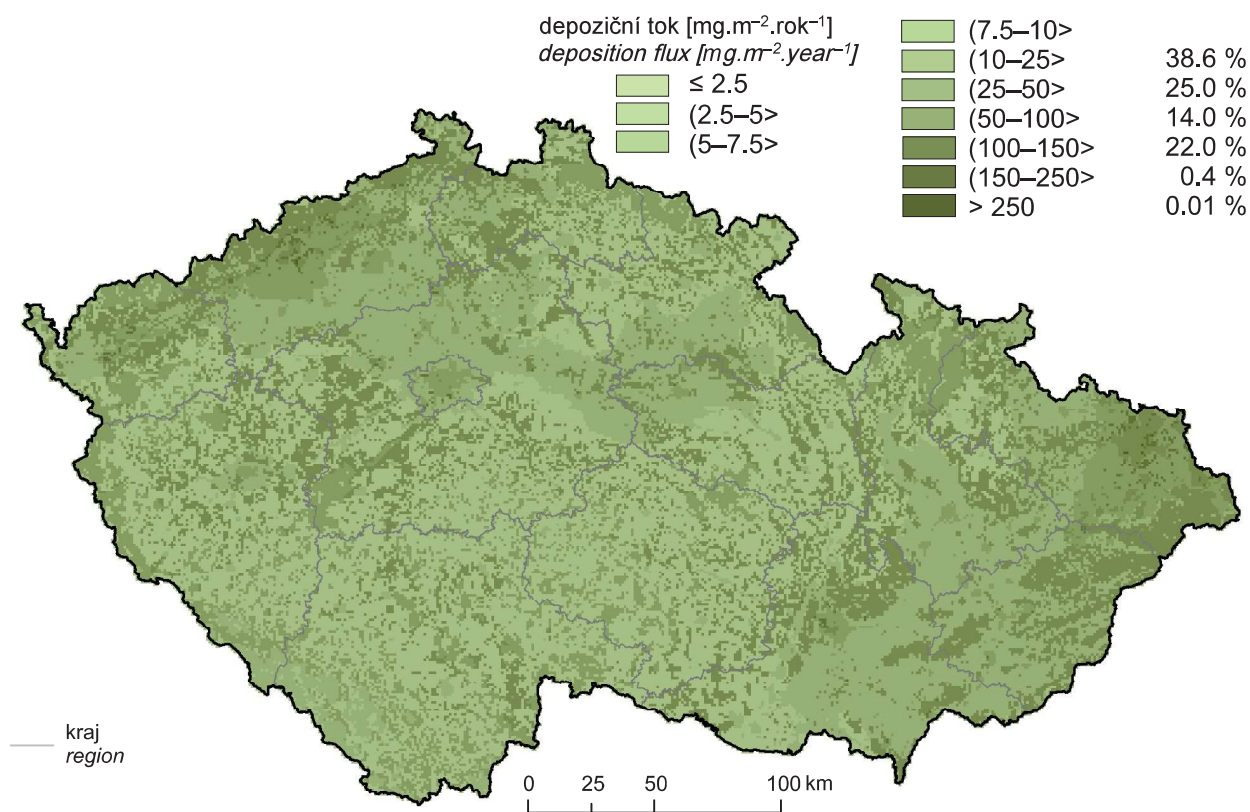 depoziční tok [mg.m⁻².rok⁻¹]
deposition flux [mg.m⁻².year⁻¹]
≤ 2.5
(2.5–5>
(5–7.5>
(7.5–10>
(10–25> 38.6 %
(25–50> 25.0 %
(50–100> 14.0 %
(100–150> 22.0 %
(150–250> 0.4 %
> 250 0.01 %
kraj
region
0 25 50 100 km